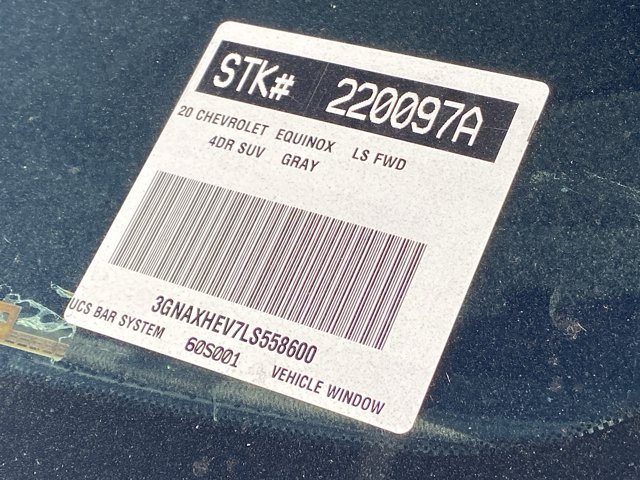 STK# 220097A
20 CHEVROLET EQUINOX LS FWD
4DR SUV GRAY
3GNAXHEV7LS558600
UCS BAR SYSTEM 60S001 VEHICLE WINDOW